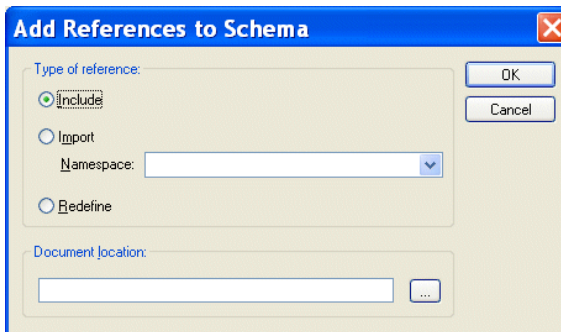 Add References to Schema
Type of reference:
OK
Include
Cancel
Import
Namespace:
Redefine
Document location:
...